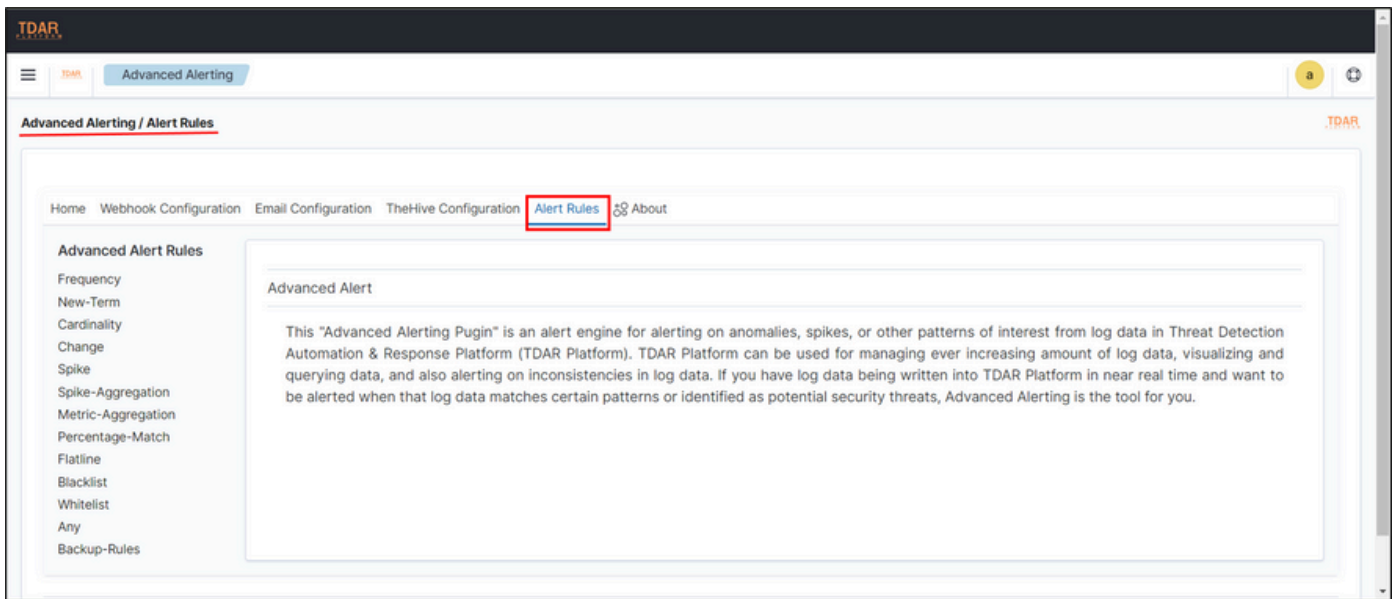 TDAR
PLATFORM
TDAR
Advanced Alerting
a
Advanced Alerting / Alert Rules
TDAR
Home Webhook Configuration Email Configuration TheHive Configuration Alert Rules About
Advanced Alert Rules
Frequency
New-Term
Cardinality
Change
Spike
Spike-Aggregation
Metric-Aggregation
Percentage-Match
Flatline
Blacklist
Whitelist
Any
Backup-Rules
Advanced Alert
This "Advanced Alerting Pugin" is an alert engine for alerting on anomalies, spikes, or other patterns of interest from log data in Threat Detection
Automation & Response Platform (TDAR Platform). TDAR Platform can be used for managing ever increasing amount of log data, visualizing and
querying data, and also alerting on inconsistencies in log data. If you have log data being written into TDAR Platform in near real time and want to
be alerted when that log data matches certain patterns or identified as potential security threats, Advanced Alerting is the tool for you.